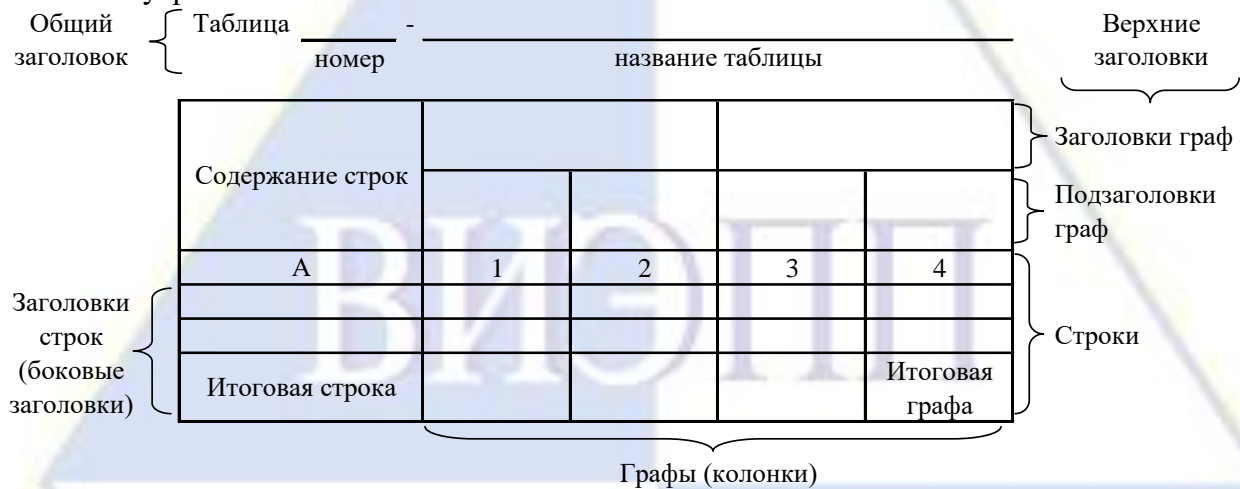 Общий
заголовок
Таблица -
номер
название таблицы
Верхние
заголовки
Содержание строк
Заголовки граф
Подзаголовки
граф
А 1 2 3 4
Заголовки
строк
(боковые
заголовки)
Строки
Итоговая строка
Итоговая
графа
Графы (колонки)
ВИЭПП